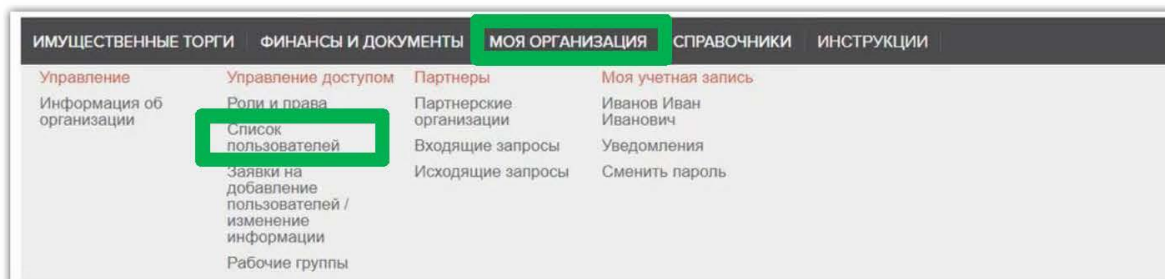 ИМУЩЕСТВЕННЫЕ ТОРГИ ФИНАНСЫ И ДОКУМЕНТЫ МОЯ ОРГАНИЗАЦИЯ СПРАВОЧНИКИ ИНСТРУКЦИИ
Управление
Информация об
организации
Управление доступом
Роли и права
Список
пользователей
Заявки на
добавление
пользователей /
изменение
информации
Рабочие группы
Партнеры
Партнерские
организации
Входящие запросы
Исходящие запросы
Моя учетная запись
Иванов Иван
Иванович
Уведомления
Сменить пароль